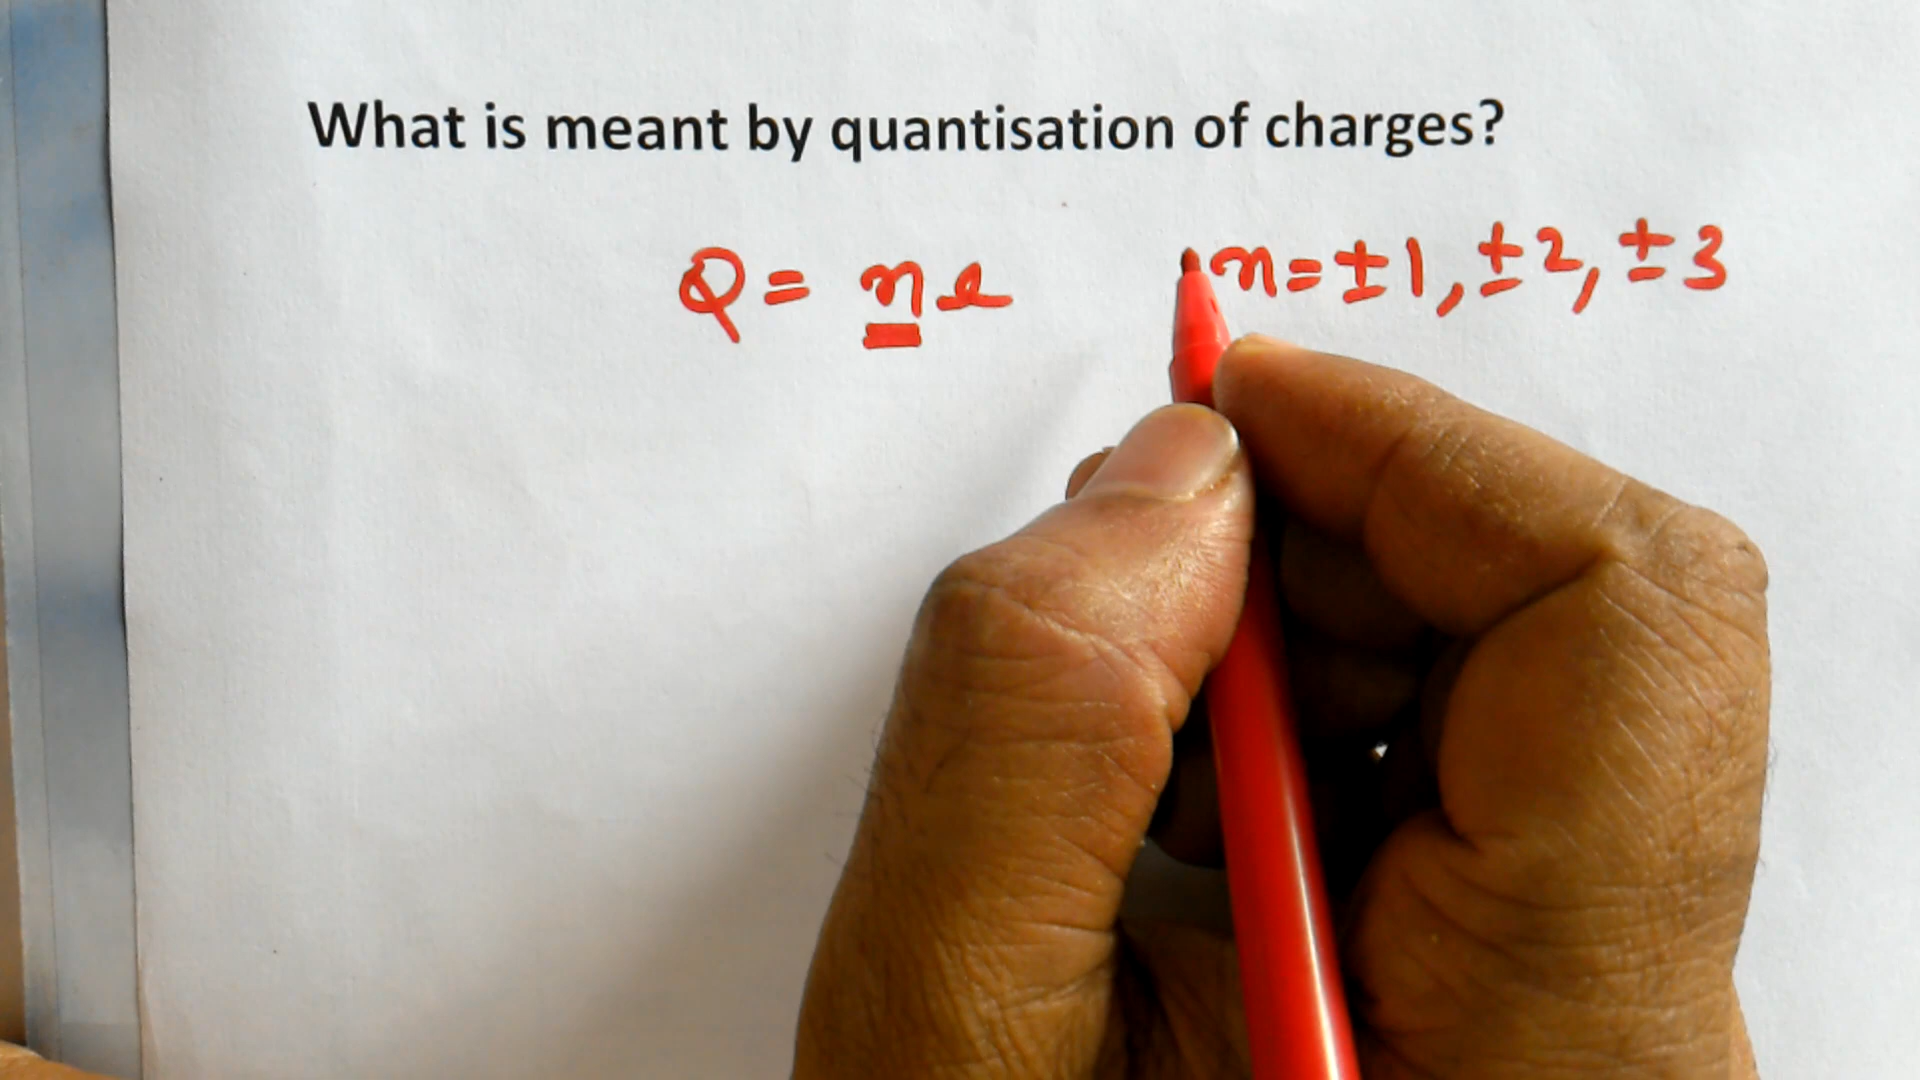 What is meant by quantisation of charges?
Q = ne n = ±1, ±2, ±3